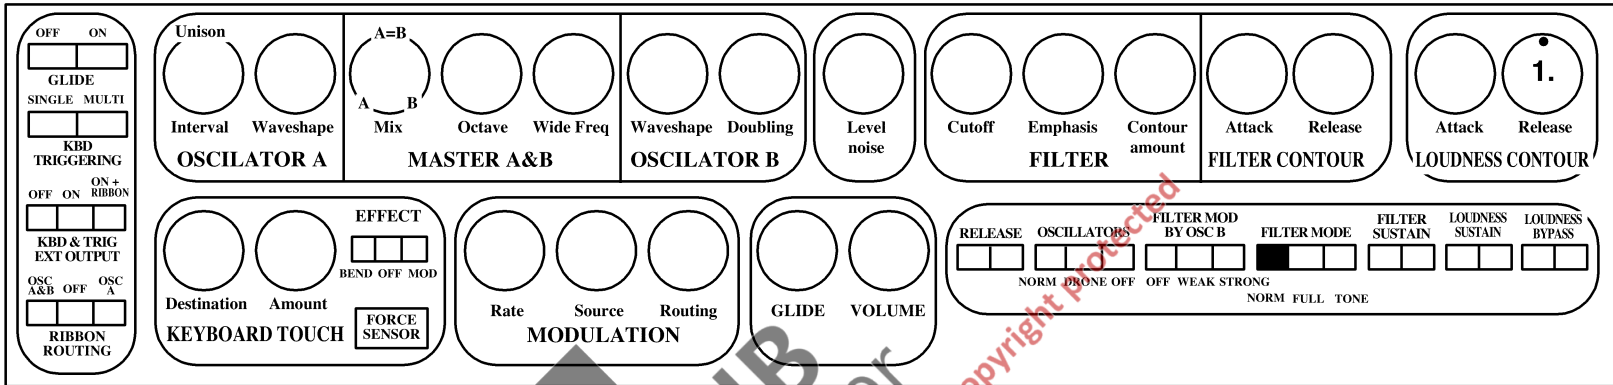 OFF ON
GLIDE
SINGLE MULTI
KBD
TRIGGERING
OFF ON ON +
RIBBON
KBD & TRIG
EXT OUTPUT
OSC
A&B OFF OSC
A
RIBBON
ROUTING
Unison
Interval Waveshape
OSCILATOR A
A=B
A B
Mix Octave Wide Freq
MASTER A&B
Waveshape Doubling
OSCILATOR B
Level
noise
Cutoff Emphasis Contour
amount
FILTER
Attack Release
FILTER CONTOUR
1.
Attack Release
LOUDNESS CONTOUR
Destination Amount
KEYBOARD TOUCH
EFFECT
BEND OFF MOD
FORCE
SENSOR
Rate Source Routing
MODULATION
GLIDE VOLUME
RELEASE
OSCILLATORS
NORM DRONE OFF
FILTER MOD
BY OSC B
OFF WEAK STRONG
FILTER MODE
NORM FULL TONE
FILTER
SUSTAIN
LOUDNESS
SUSTAIN
LOUDNESS
BYPASS
copyright protected